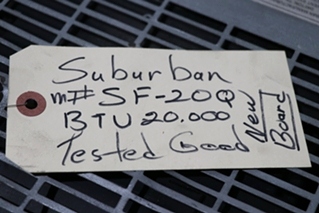 Suburban
m# SF-20Q
BTU 20,000
Tested Good
New
Board